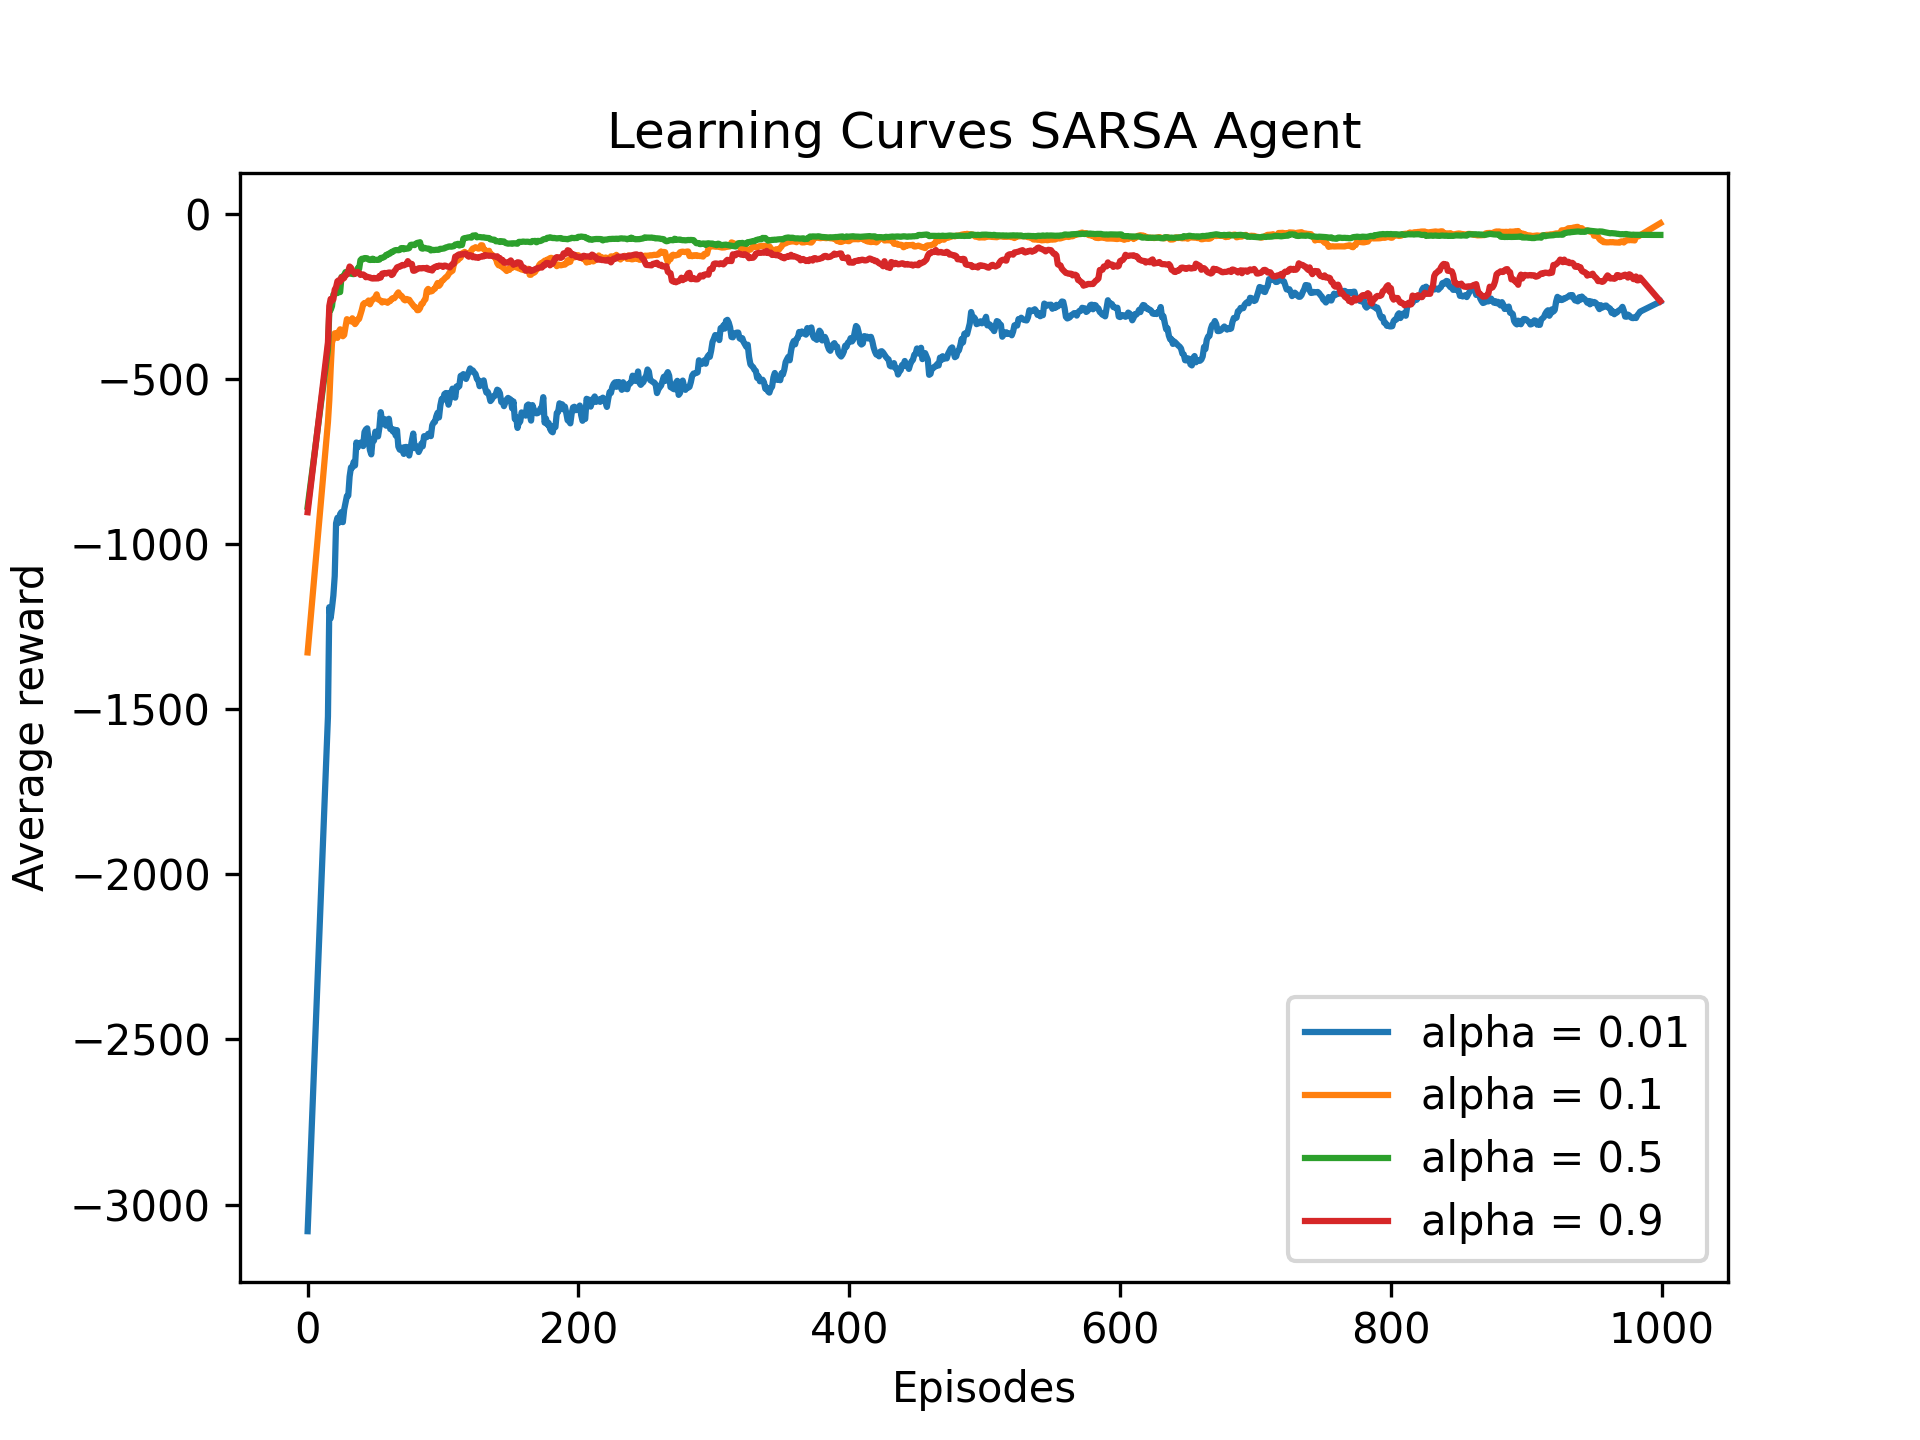 Learning Curves SARSA Agent
Average reward
0
−500
−1000
−1500
−2000
−2500
−3000
0 200 400 600 800 1000
Episodes
alpha = 0.01
alpha = 0.1
alpha = 0.5
alpha = 0.9